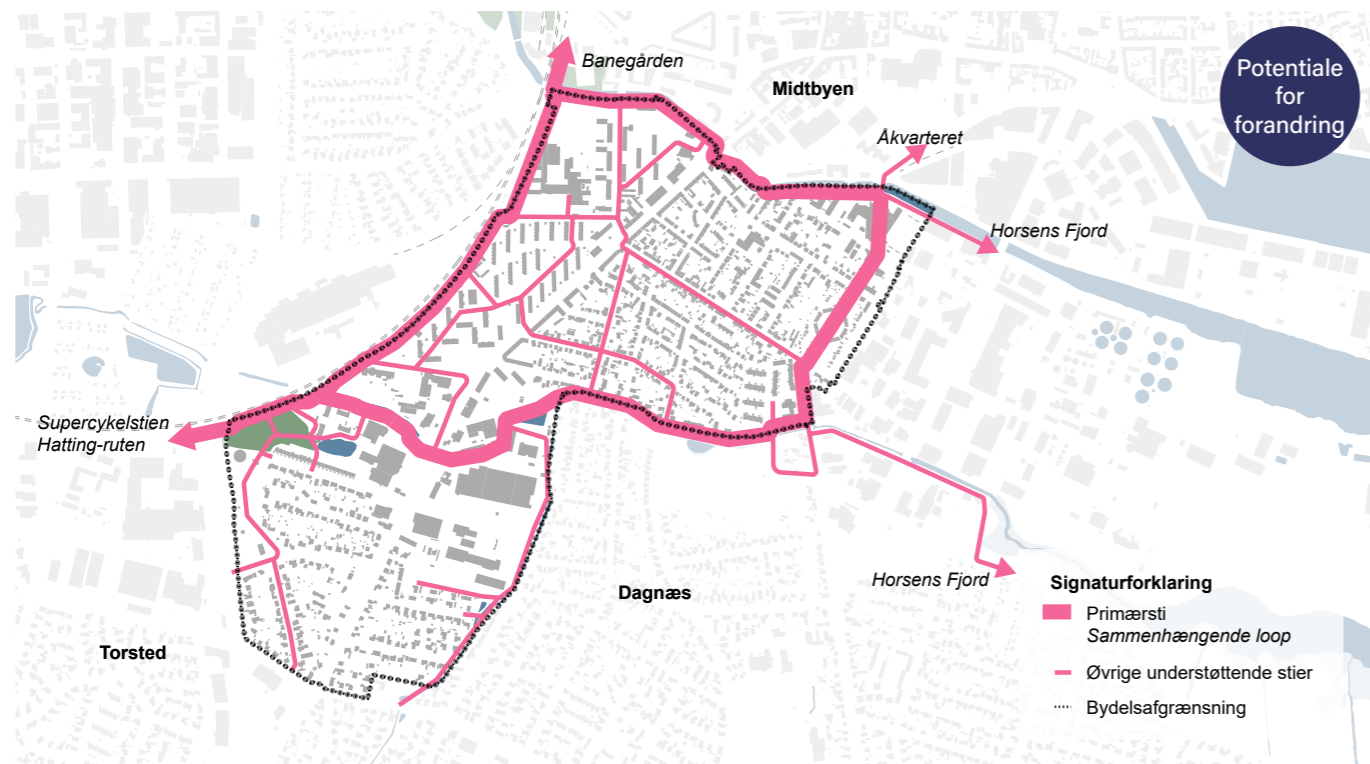 Potentiale
for
forandring
Banegården
Midtbyen
Åkvarteret
Horsens Fjord
Supercykelstien
Hatting-ruten
Horsens Fjord
Dagnæs
Torsted
Signaturforklaring
Primærsti
Sammenhængende loop
Øvrige understøttende stier
Bydelsafgrænsning